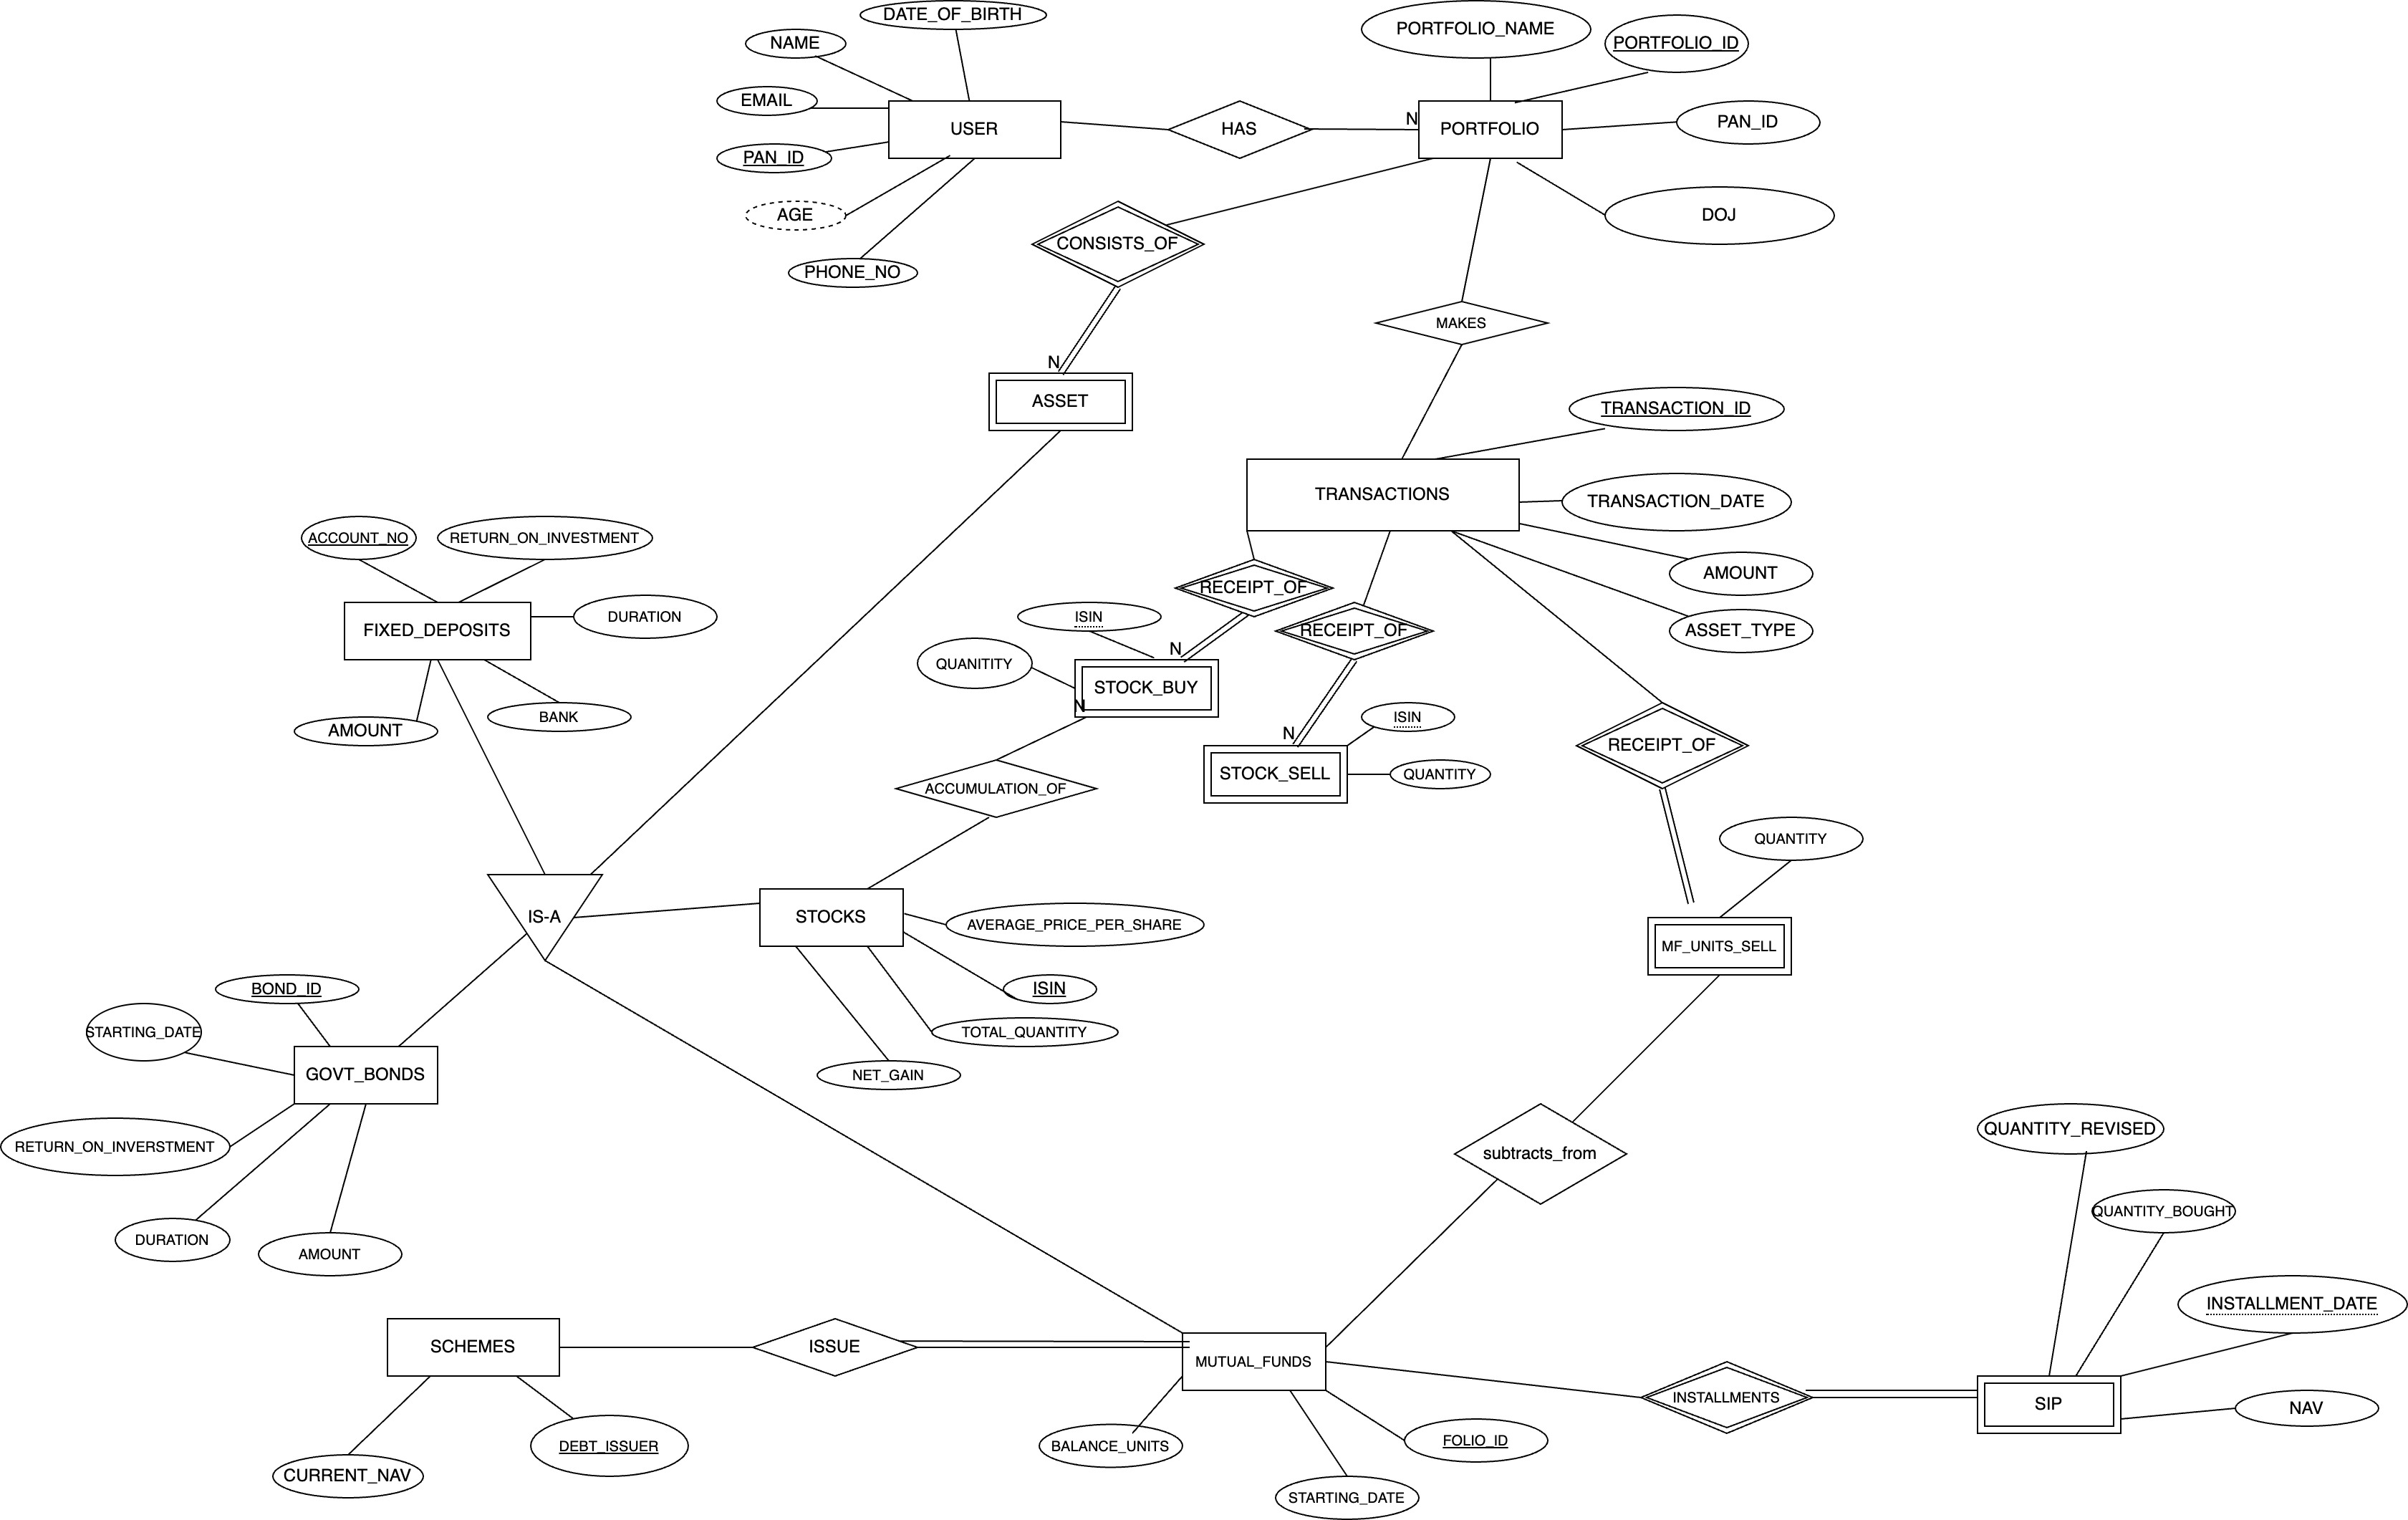 DATE_OF_BIRTH
PORTFOLIO_NAME
NAME
PORTFOLIO_ID
EMAIL
USER
HAS
N
PORTFOLIO
PAN_ID
PAN_ID
AGE
DOJ
CONSISTS_OF
PHONE_NO
MAKES
N
ASSET
TRANSACTION_ID
TRANSACTIONS
TRANSACTION_DATE
ACCOUNT_NO
RETURN_ON_INVESTMENT
AMOUNT
RECEIPT_OF
ISIN
DURATION
FIXED_DEPOSITS
RECEIPT_OF
ASSET_TYPE
N
QUANITITY
STOCK_BUY
N
AMOUNT
BANK
ISIN
N
RECEIPT_OF
STOCK_SELL
QUANTITY
ACCUMULATION_OF
QUANTITY
IS-A
STOCKS
AVERAGE_PRICE_PER_SHARE
MF_UNITS_SELL
BOND_ID
ISIN
STARTING_DATE
TOTAL_QUANTITY
GOVT_BONDS
NET_GAIN
QUANTITY_REVISED
RETURN_ON_INVERSTMENT
subtracts_from
QUANTITY_BOUGHT
DURATION
AMOUNT
INSTALLMENT_DATE
SCHEMES
ISSUE
MUTUAL_FUNDS
INSTALLMENTS
SIP
NAV
DEBT_ISSUER
BALANCE_UNITS
FOLIO_ID
CURRENT_NAV
STARTING_DATE